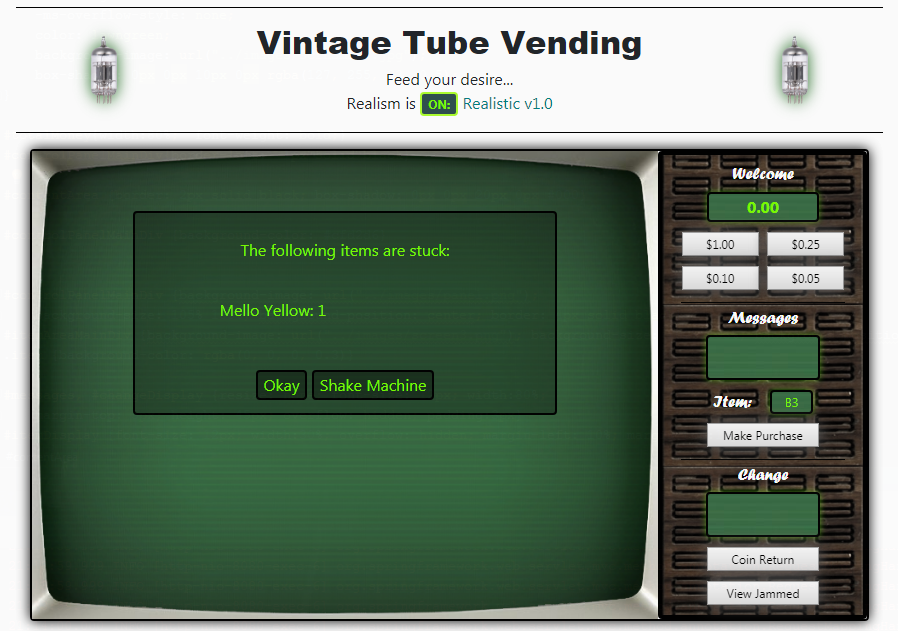 Vintage Tube Vending
Feed your desire...
Realism is ON: Realistic v1.0
The following items are stuck:
Mello Yellow: 1
Okay Shake Machine
Welcome
0.00
$1.00 $0.25
$0.10 $0.05
Messages
Item: B3
Make Purchase
Change
Coin Return
View Jammed